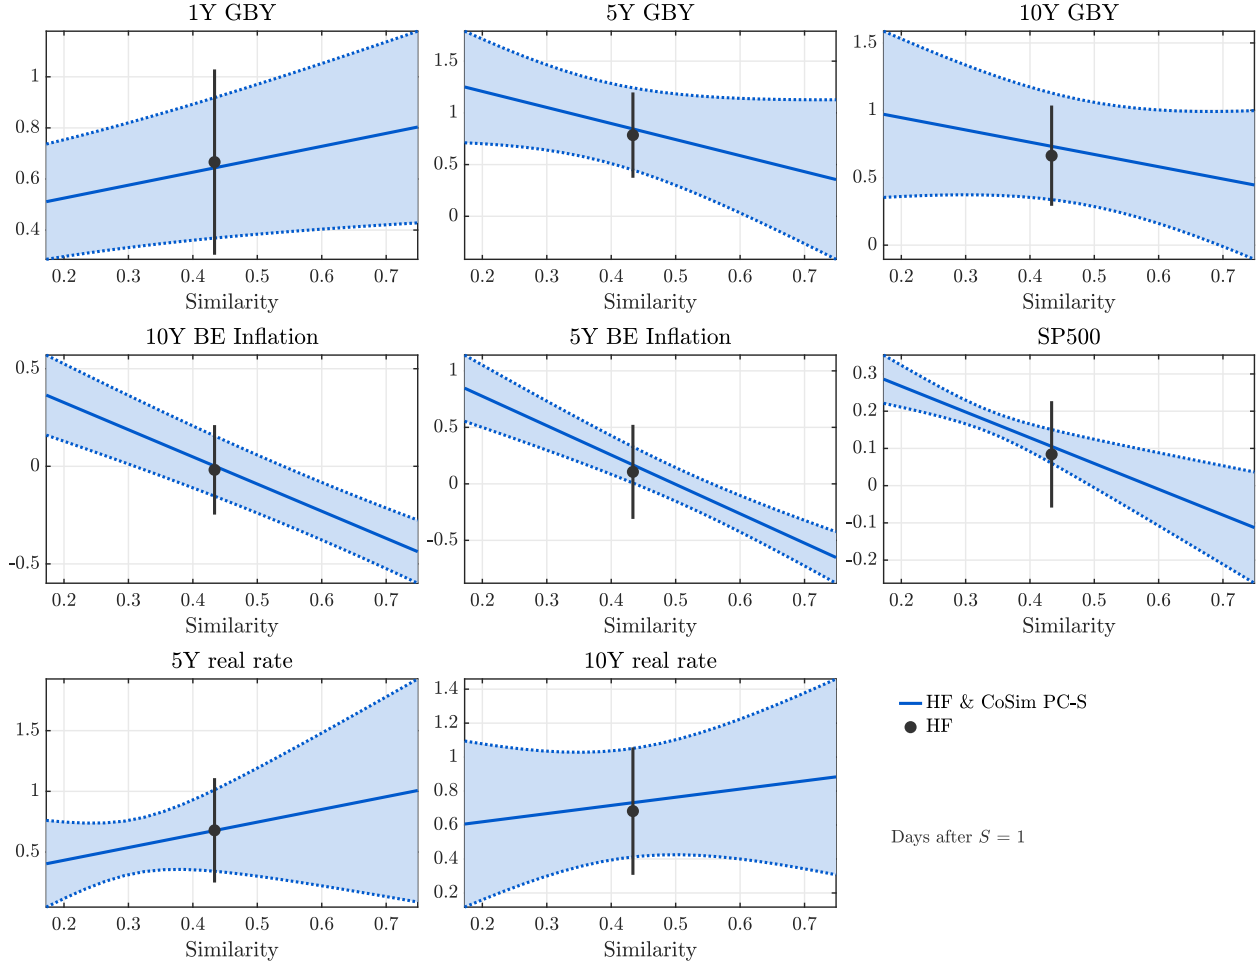 1Y GBY
1
0.8
0.6
0.4
0.2 0.3 0.4 0.5 0.6 0.7
Similarity
5Y GBY
1.5
1
0.5
0
0.2 0.3 0.4 0.5 0.6 0.7
Similarity
10Y GBY
1.5
1
0.5
0
0.2 0.3 0.4 0.5 0.6 0.7
Similarity
10Y BE Inflation
0.5
0
-0.5
0.2 0.3 0.4 0.5 0.6 0.7
Similarity
5Y BE Inflation
1
0.5
0
-0.5
0.2 0.3 0.4 0.5 0.6 0.7
Similarity
SP500
0.3
0.2
0.1
0
-0.1
-0.2
0.2 0.3 0.4 0.5 0.6 0.7
Similarity
5Y real rate
1.5
1
0.5
0.2 0.3 0.4 0.5 0.6 0.7
Similarity
10Y real rate
1.4
1.2
1
0.8
0.6
0.4
0.2
0.2 0.3 0.4 0.5 0.6 0.7
Similarity
HF & CoSim PC-S
HF
Days after S = 1